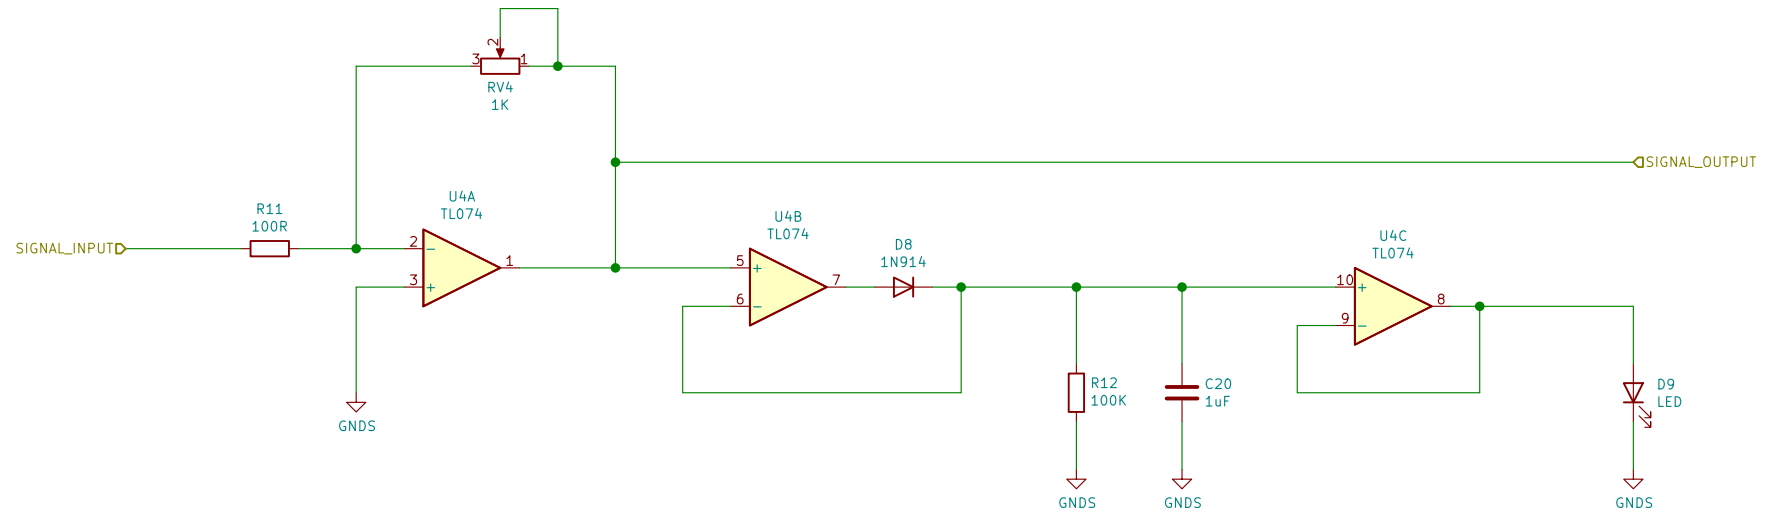 2
3
1
RV4
1K
SIGNAL_OUTPUT
U4A
TL074
R11
100R
U4B
TL074
SIGNAL_INPUT
2
−
3
+
1
D8
1N914
U4C
TL074
5
+
6
−
7
10
+
9
−
8
R12
100K
C20
1uF
D9
LED
GNDS
GNDS
GNDS
GNDS